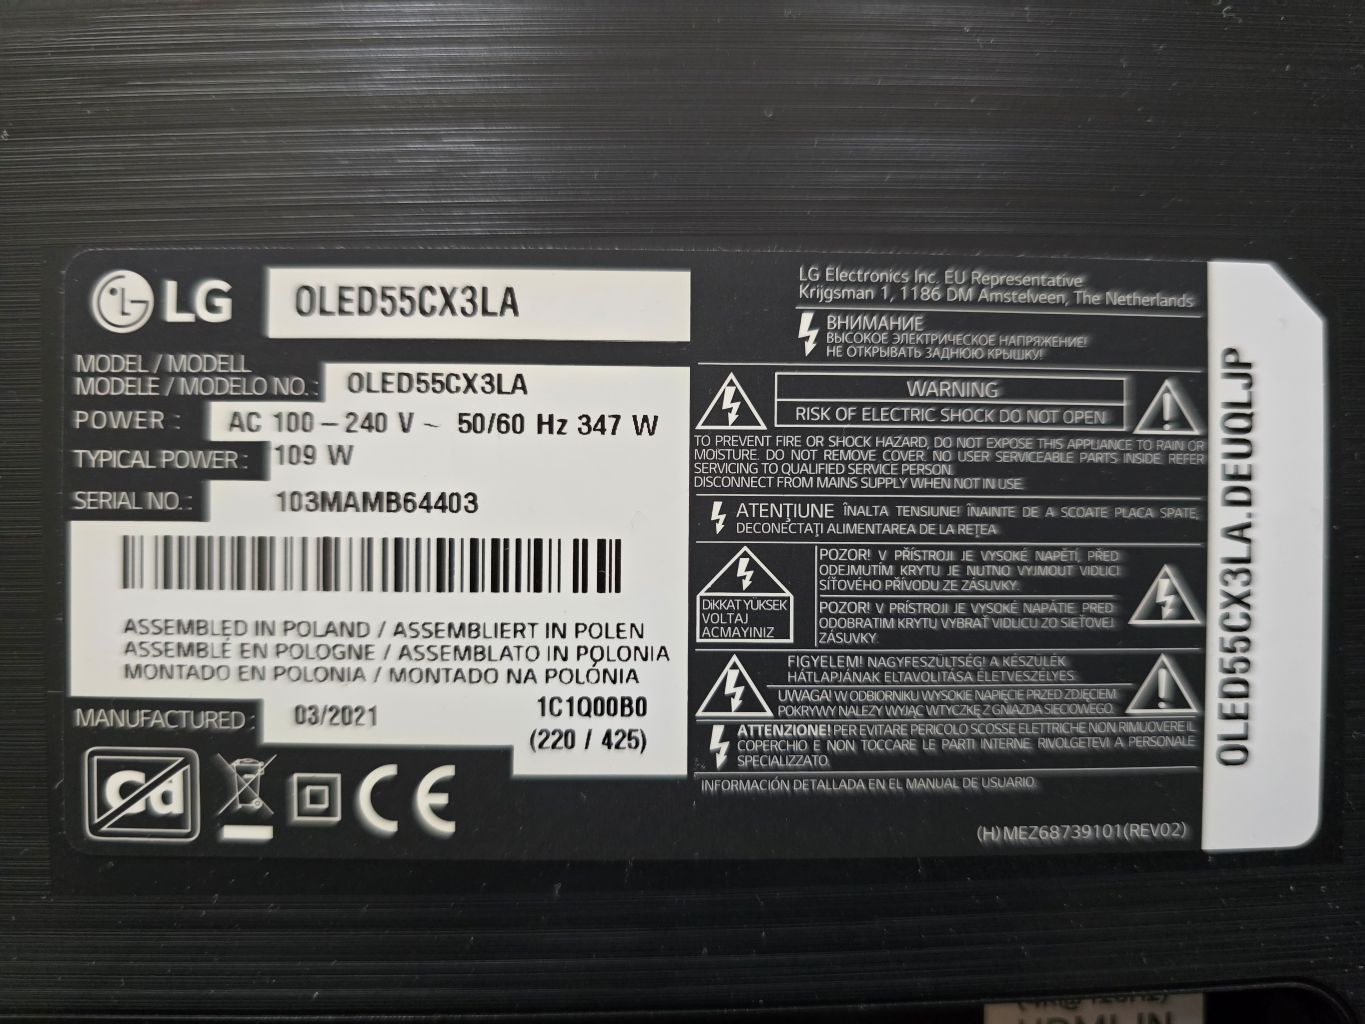 LG
OLED55CX3LA
MODEL / MODELL
MODELE / MODELO NO. : OLED55CX3LA
POWER : AC 100 – 240 V ~ 50/60 Hz 347 W
TYPICAL POWER : 109 W
SERIAL NO. : 103MAMB64403
ASSEMBLED IN POLAND / ASSEMBLIERT IN POLEN
ASSEMBLÉ EN POLOGNE / ASSEMBLATO IN POLONIA
MONTADO EN POLONIA / MONTADO NA POLÓNIA
MANUFACTURED : 03/2021
1C1Q00B0
(220 / 425)
Cd
CE
LG Electronics Inc. EU Representative
Krijgsman 1, 1186 DM Amstelveen, The Netherlands
ВНИМАНИЕ
ВЫСОКОЕ ЭЛЕКТРИЧЕСКОЕ НАПРЯЖЕНИЕ!
НЕ ОТКРЫВАТЬ ЗАДНЮЮ КРЫШКУ!
WARNING
RISK OF ELECTRIC SHOCK DO NOT OPEN
TO PREVENT FIRE OR SHOCK HAZARD, DO NOT EXPOSE THIS APPLIANCE TO RAIN OR
MOISTURE. DO NOT REMOVE COVER. NO USER SERVICEABLE PARTS INSIDE. REFER
SERVICING TO QUALIFIED SERVICE PERSON.
DISCONNECT FROM MAINS SUPPLY WHEN NOT IN USE.
ATENȚIUNE ÎNALTA TENSIUNE! ÎNAINTE DE A SCOATE PLACA SPATE,
DECONECTAȚI ALIMENTAREA DE LA REȚEA
DIKKAT YÜKSEK
VOLTAJ
ACMAYINIZ
POZOR! V PŘÍSTROJI JE VYSOKÉ NAPĚTÍ, PŘED
ODEJMUTÍM KRYTU JE NUTNO VYJMOUT VIDLICI
SÍŤOVÉHO PŘÍVODU ZE ZÁSUVKY.
POZOR! V PRÍSTROJI JE VYSOKÉ NAPÄTIE. PRED
ODOBRATIM KRYTU VYBRAŤ VIDLICU ZO SIEŤOVEJ
ZÁSUVKY.
FIGYELEM! NAGYFESZÜLTSÉG! A KÉSZÜLÉK
HÁTLAPJÁNAK ELTAVOLITÁSA ÉLETVESZÉLYES
UWAGA! W ODBIORNIKU WYSOKIE NAPIĘCIE PRZED ZDJĘCIEM
POKRYWY NALEŻY WYJĄĆ WTYCZKĘ Z GNIAZDA SIECIOWEGO.
ATTENZIONE! PER EVITARE PERICOLO SCOSSE ELETTRICHE NON RIMUOVERE IL
COPERCHIO E NON TOCCARE LE PARTI INTERNE. RIVOLGETEVI A PERSONALE
SPECIALIZZATO.
INFORMACIÓN DETALLADA EN EL MANUAL DE USUARIO.
(H) MEZ68739101(REV02)
OLED55CX3LA.DEUQLJP
HDMI IN